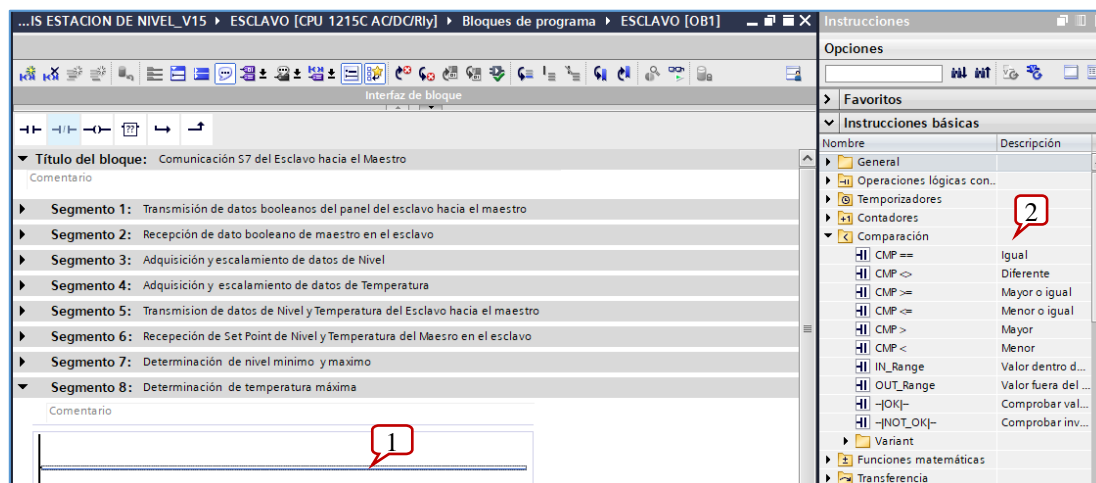 ...IS ESTACION DE NIVEL_V15 ▸ ESCLAVO [CPU 1215C AC/DC/Rly] ▸ Bloques de programa ▸ ESCLAVO [OB1]
Interfaz de bloque
Título del bloque: Comunicación S7 del Esclavo hacia el Maestro
Comentario
Segmento 1: Transmisión de datos booleanos del panel del esclavo hacia el maestro
Segmento 2: Recepción de dato booleano de maestro en el esclavo
Segmento 3: Adquisición y escalamiento de datos de Nivel
Segmento 4: Adquisición y escalamiento de datos de Temperatura
Segmento 5: Transmision de datos de Nivel y Temperatura del Esclavo hacia el maestro
Segmento 6: Recepeción de Set Point de Nivel y Temperatura del Maesro en el esclavo
Segmento 7: Determinación de nivel minimo y maximo
Segmento 8: Determinación de temperatura máxima
Comentario
1
Instrucciones
Opciones
Favoritos
Instrucciones básicas
Nombre Descripción
General
Operaciones lógicas con..
Temporizadores
Contadores
2
Comparación
CMP == Igual
CMP <> Diferente
CMP >= Mayor o igual
CMP <= Menor o igual
CMP > Mayor
CMP < Menor
IN_Range Valor dentro d...
OUT_Range Valor fuera del ...
-|OK|- Comprobar val...
-|NOT_OK|- Comprobar inv...
Variant
Funciones matemáticas
Transferencia